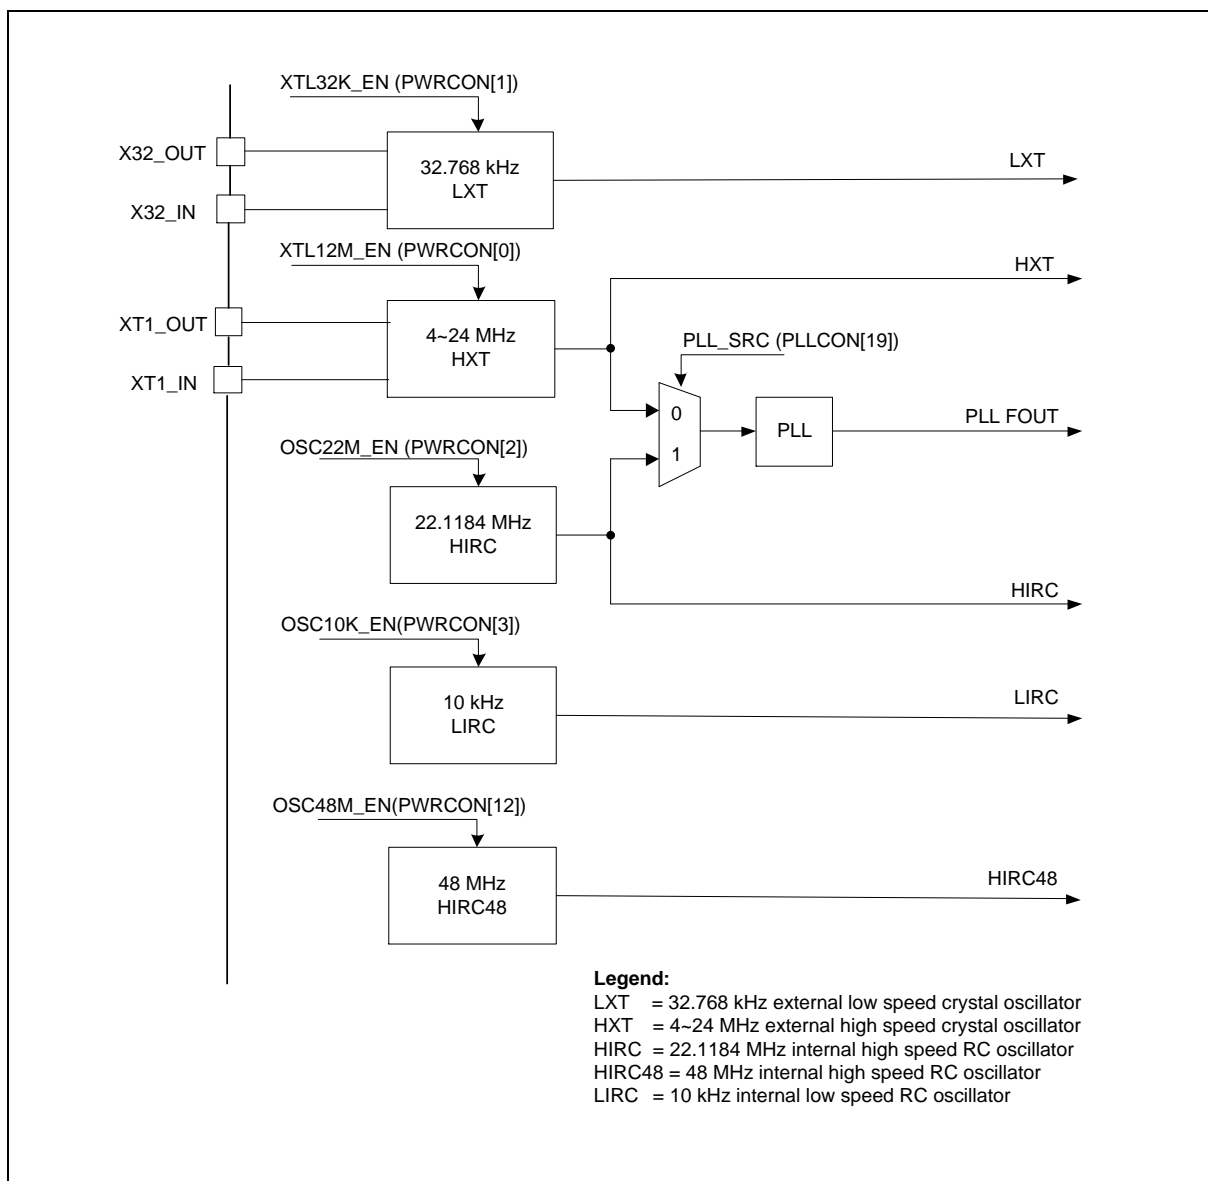 XTL32K_EN (PWRCON[1])
X32_OUT
32.768 kHz
LXT
LXT
X32_IN
XTL12M_EN (PWRCON[0])
HXT
XT1_OUT
4~24 MHz
HXT
PLL_SRC (PLLCON[19])
XT1_IN
0
PLL
PLL FOUT
1
OSC22M_EN (PWRCON[2])
22.1184 MHz
HIRC
HIRC
OSC10K_EN(PWRCON[3])
10 kHz
LIRC
LIRC
OSC48M_EN(PWRCON[12])
48 MHz
HIRC48
HIRC48
Legend:
LXT = 32.768 kHz external low speed crystal oscillator
HXT = 4~24 MHz external high speed crystal oscillator
HIRC = 22.1184 MHz internal high speed RC oscillator
HIRC48 = 48 MHz internal high speed RC oscillator
LIRC = 10 kHz internal low speed RC oscillator